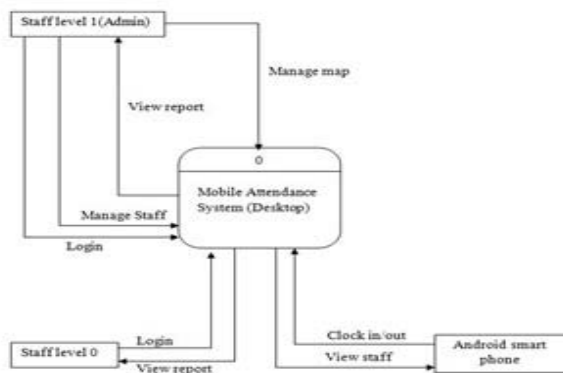 Staff level 1(Admin)
Manage map
View report
0
Mobile Attendance
System (Desktop)
Manage Staff
Login
Login
Clock in/out
Staff level 0
View report
View staff
Android smart
phone